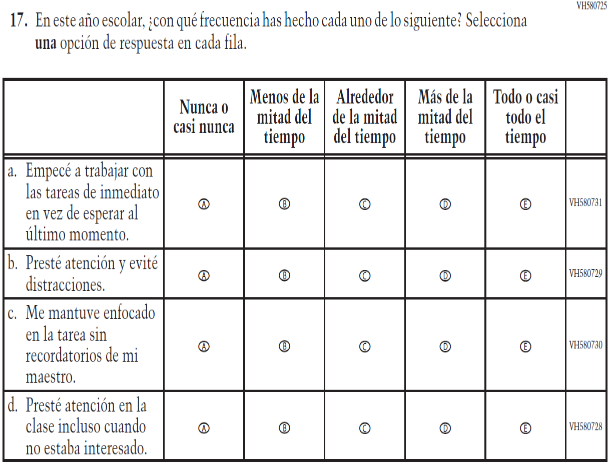 VH580725
17. En este año escolar, ¿con qué frecuencia has hecho cada uno de lo siguiente? Selecciona
una opción de respuesta en cada fila.
Nunca o
casi nunca
Menos de la
mitad del
tiempo
Alrededor
de la mitad
del tiempo
Más de la
mitad del
tiempo
Todo o casi
todo el
tiempo
a. Empecé a trabajar con
las tareas de inmediato
en vez de esperar al
último momento.
A B C D E VH580731
b. Presté atención y evité
distracciones.
A B C D E VH580729
c. Me mantuve enfocado
en la tarea sin
recordatorios de mi
maestro.
A B C D E VH580730
d. Presté atención en la
clase incluso cuando
no estaba interesado.
A B C D E VH580728